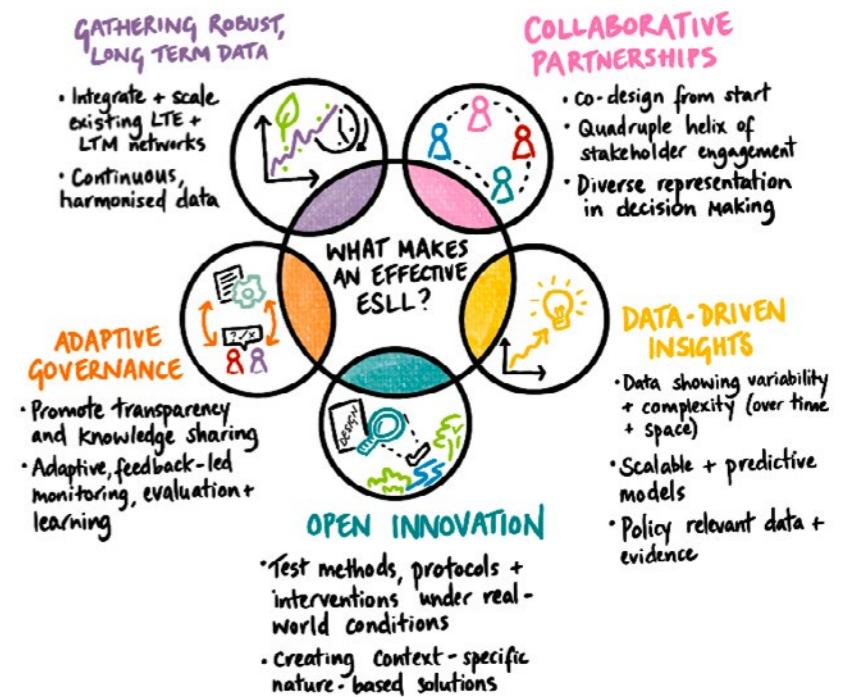 GATHERING ROBUST,
LONG TERM DATA
• Integrate + scale
existing LTE +
LTM networks
• Continuous,
harmonised data
COLLABORATIVE
PARTNERSHIPS
• co-design from start
• Quadruple helix of
stakeholder engagement
• Diverse representation
in decision making
WHAT MAKES
AN EFFECTIVE
ESLL?
ADAPTIVE
GOVERNANCE
• Promote transparency
and knowledge sharing
• Adaptive, feedback-led
monitoring, evaluation +
learning
? ? x
DATA-DRIVEN
INSIGHTS
• Data showing variability
+ complexity (over time
+ space)
• Scalable + predictive
models
• Policy relevant data +
evidence
DESIGN
OPEN INNOVATION
• Test methods, protocols +
interventions under real-
world conditions
• Creating context-specific
nature-based solutions